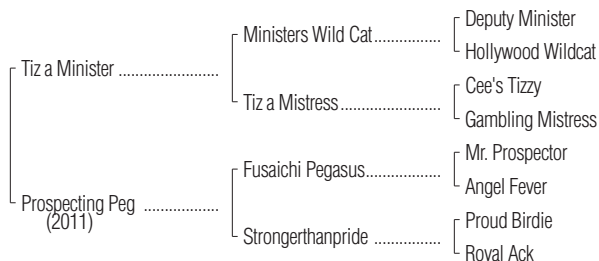 Deputy Minister
Ministers Wild Cat
Hollywood Wildcat
Tiz a Minister
Cee's Tizzy
Tiz a Mistress
Gambling Mistress
Mr. Prospector
Fusaichi Pegasus
Angel Fever
Prospecting Peg
(2011)
Proud Birdie
Strongerthanpride
Royal Ack